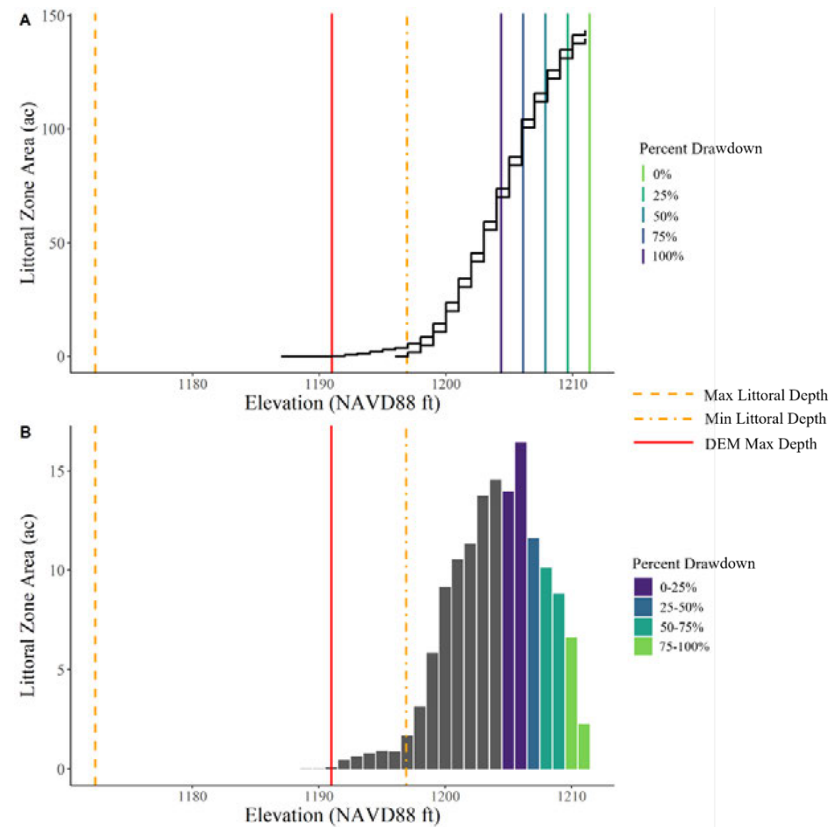 A
150
100
50
0
Littoral Zone Area (ac)
1180
1190
1200
1210
Elevation (NAVD88 ft)
Percent Drawdown
0%
25%
50%
75%
100%
Max Littoral Depth
Min Littoral Depth
DEM Max Depth
B
15
10
5
0
Littoral Zone Area (ac)
1180
1190
1200
1210
Elevation (NAVD88 ft)
Percent Drawdown
0-25%
25-50%
50-75%
75-100%